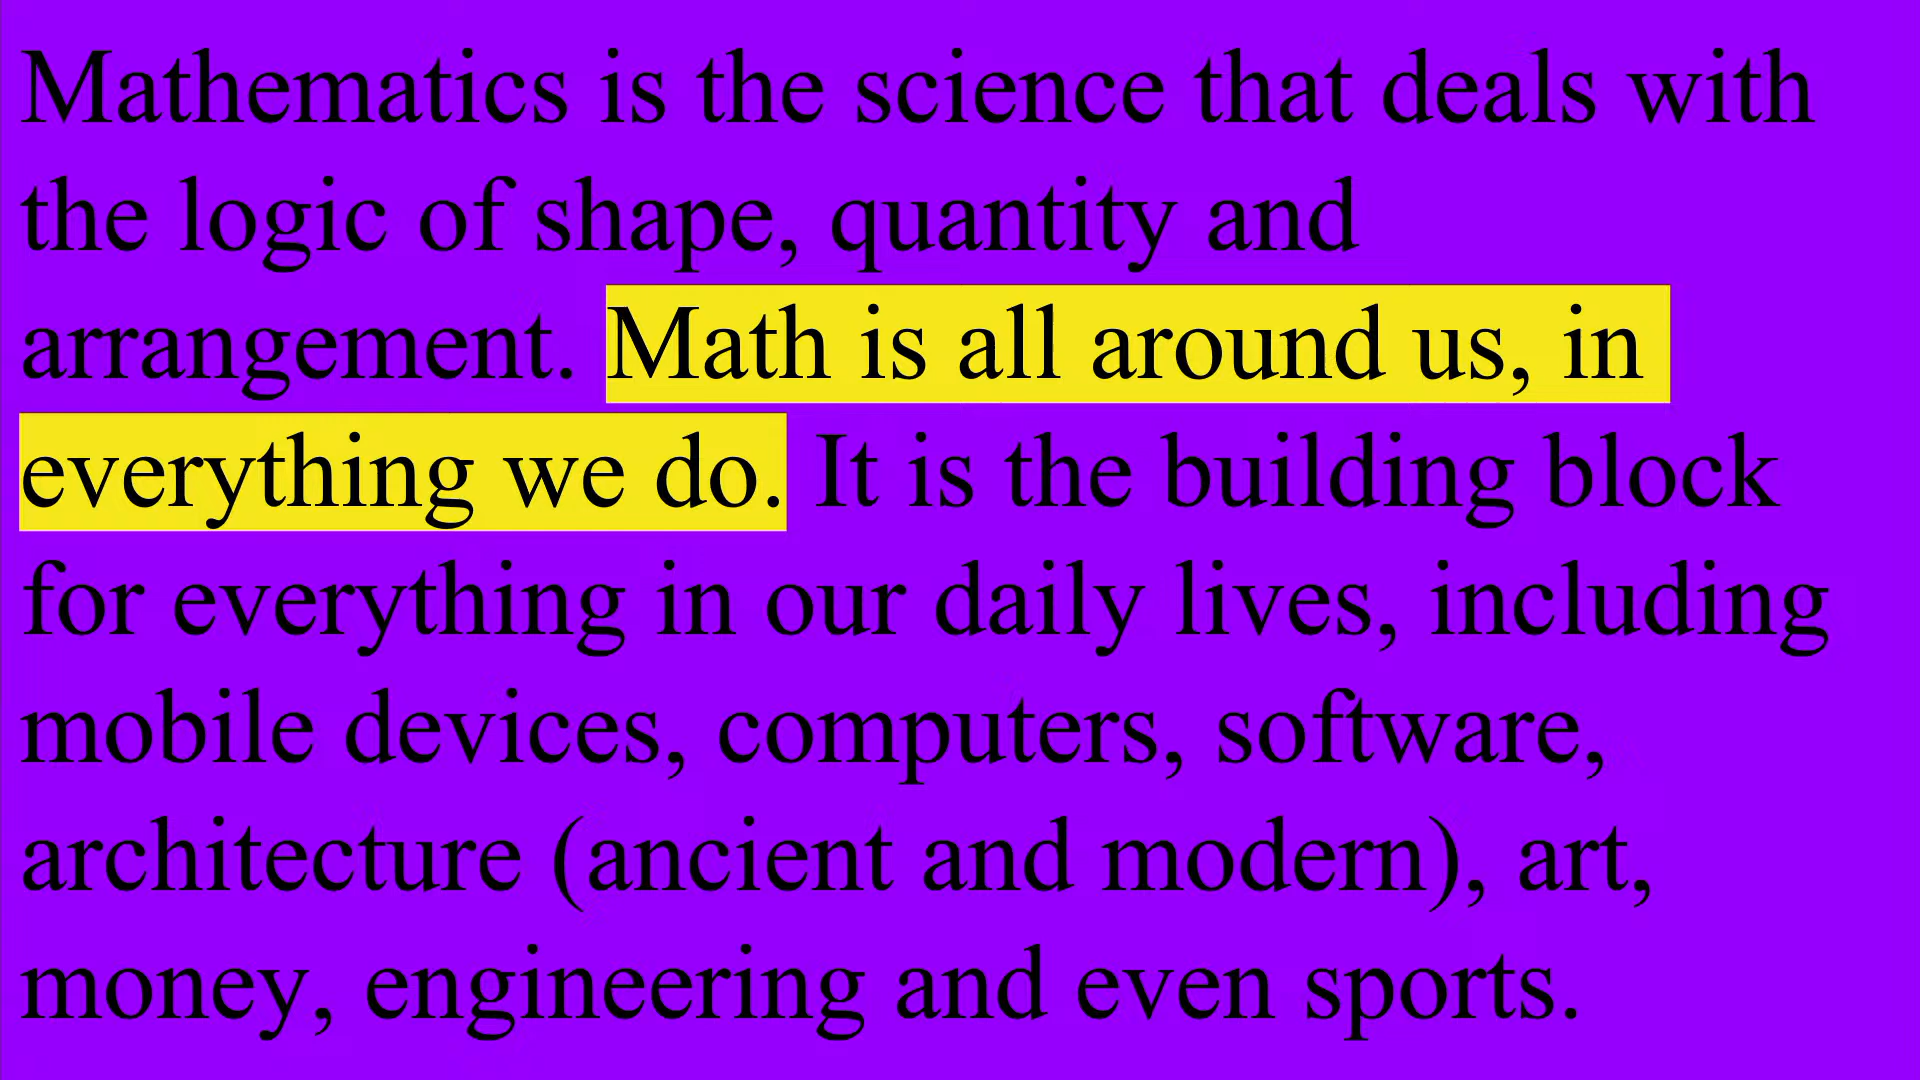 Mathematics is the science that deals with
the logic of shape, quantity and
arrangement. Math is all around us, in
everything we do. It is the building block
for everything in our daily lives, including
mobile devices, computers, software,
architecture (ancient and modern), art,
money, engineering and even sports.